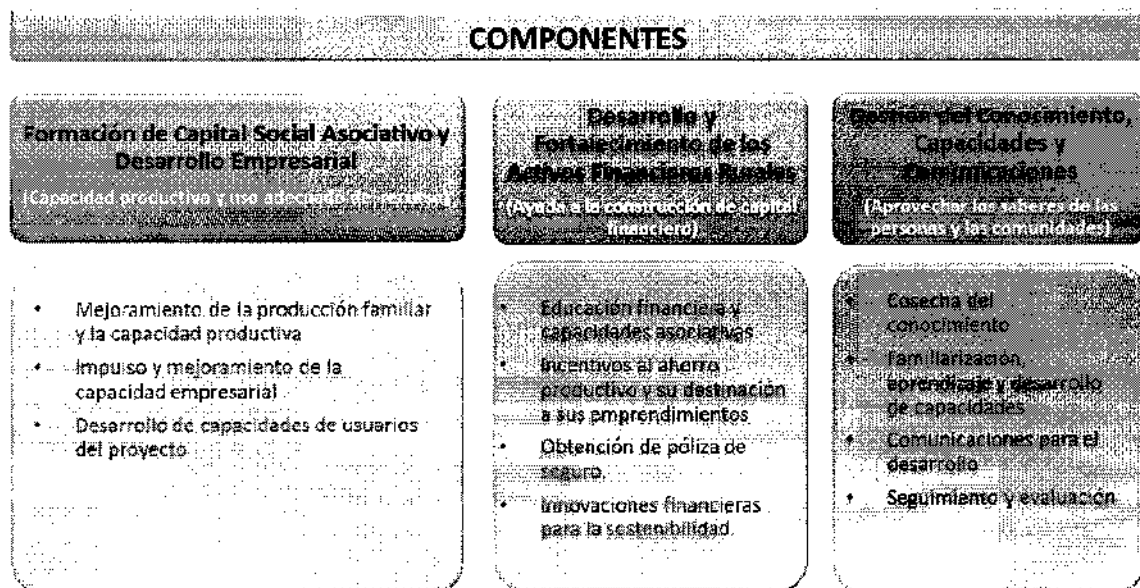 COMPONENTES
Formación de Capital Social Asociativo y
Desarrollo Empresarial
(Capacidad productiva y uso adecuado de recursos)
• Mejoramiento de la producción familiar
y la capacidad productiva
• Impulso y mejoramiento de la
capacidad empresarial
• Desarrollo de capacidades de usuarios
del proyecto
Desarrollo y
Fortalecimiento de los
Activos Financieros Rurales
(Ayuda a la construcción de capital
financiero)
• Educación financiera y
capacidades asociativas
• Incentivos al ahorro
productivo y su destinación
a sus emprendimientos
• Obtención de póliza de
seguro.
• Innovaciones financieras
para la sostenibilidad.
Gestión del Conocimiento,
Capacidades y
Comunicaciones
(Aprovechar los saberes de las
personas y las comunidades)
• Cosecha del
conocimiento
• Familiarización,
aprendizaje y desarrollo
de capacidades
• Comunicaciones para el
desarrollo
• Seguimiento y evaluación